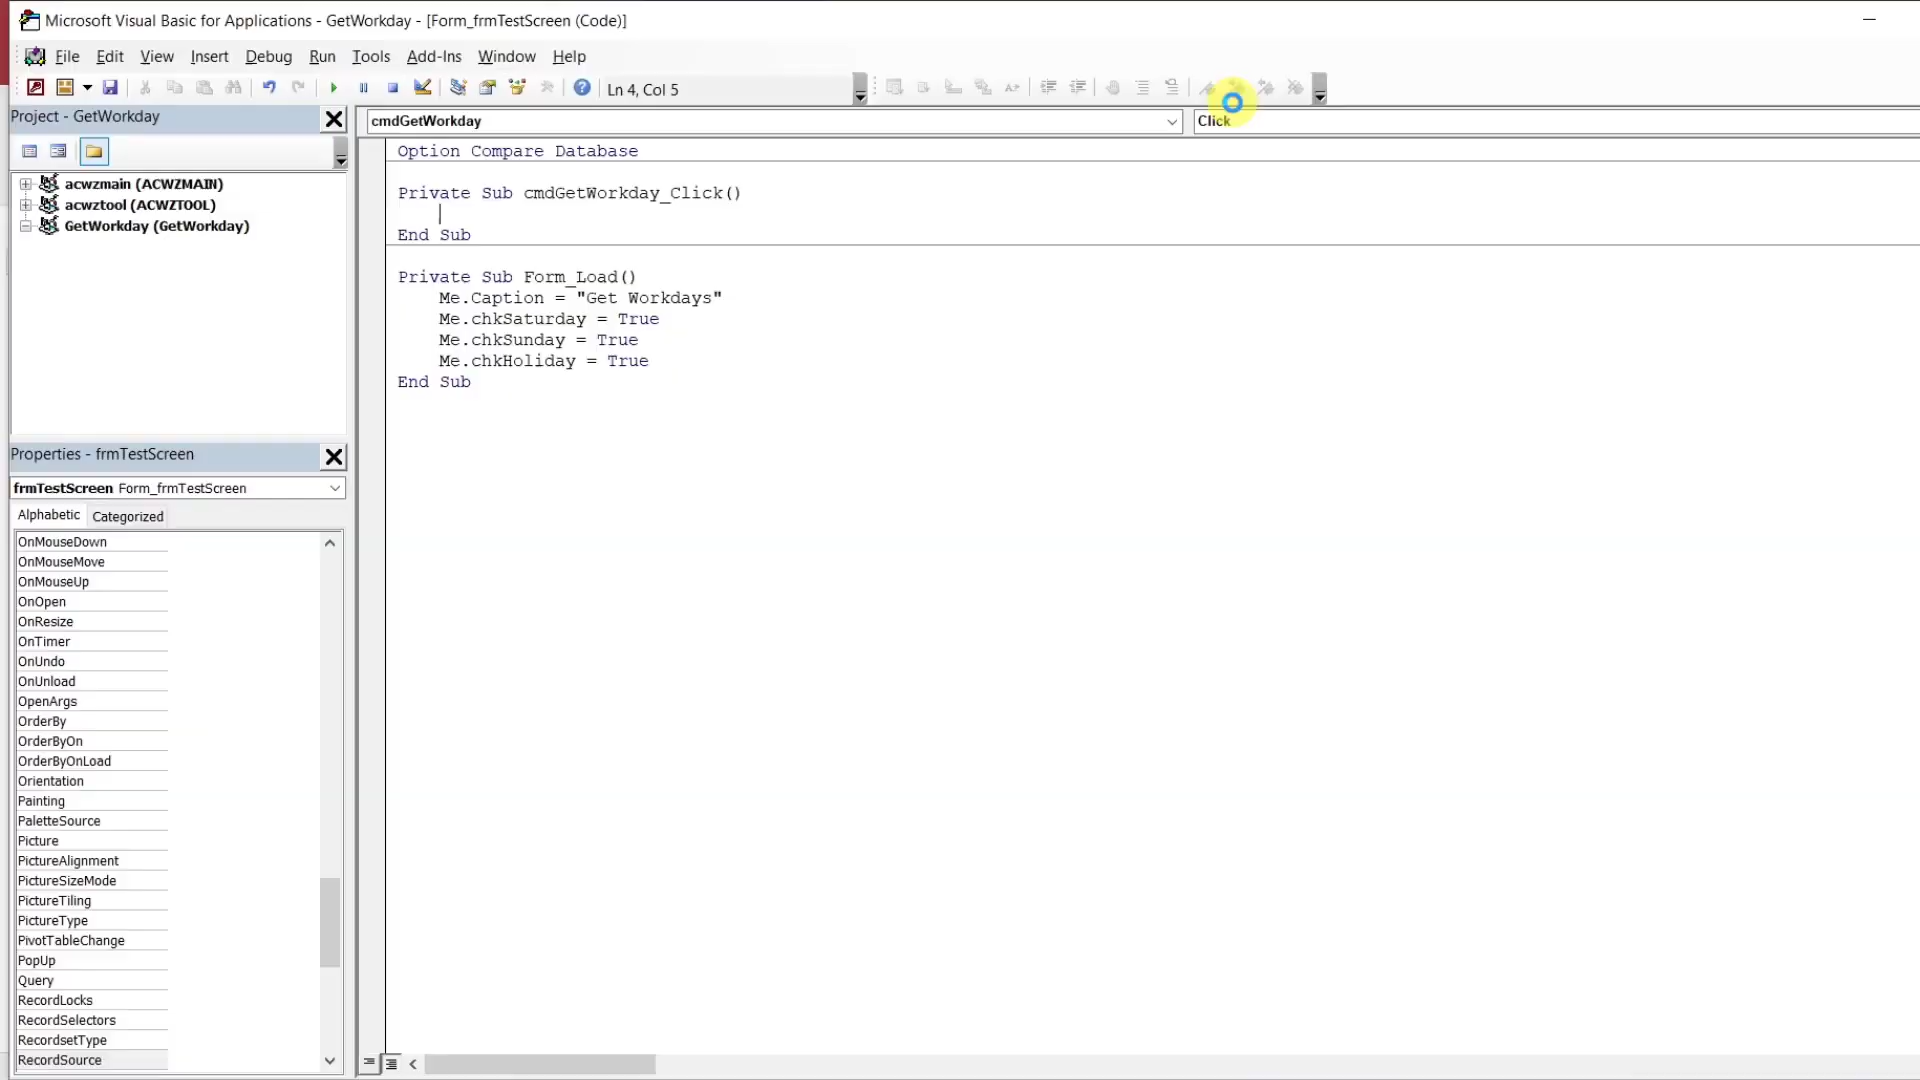 Microsoft Visual Basic for Applications - GetWorkday - [Form_frmTestScreen (Code)]
File Edit View Insert Debug Run Tools Add-Ins Window Help
Ln 4, Col 5
Project - GetWorkday
acwzmain (ACWZMAIN)
acwztool (ACWZTOOL)
GetWorkday (GetWorkday)
cmdGetWorkday
Click
Option Compare Database
Private Sub cmdGetWorkday_Click()
End Sub
Private Sub Form_Load()
Me.Caption = "Get Workdays"
Me.chkSaturday = True
Me.chkSunday = True
Me.chkHoliday = True
End Sub
Properties - frmTestScreen
frmTestScreen Form_frmTestScreen
Alphabetic Categorized
OnMouseDown
OnMouseMove
OnMouseUp
OnOpen
OnResize
OnTimer
OnUndo
OnUnload
OpenArgs
OrderBy
OrderByOn
OrderByOnLoad
Orientation
Painting
PaletteSource
Picture
PictureAlignment
PictureSizeMode
PictureTiling
PictureType
PivotTableChange
PopUp
Query
RecordLocks
RecordSelectors
RecordsetType
RecordSource